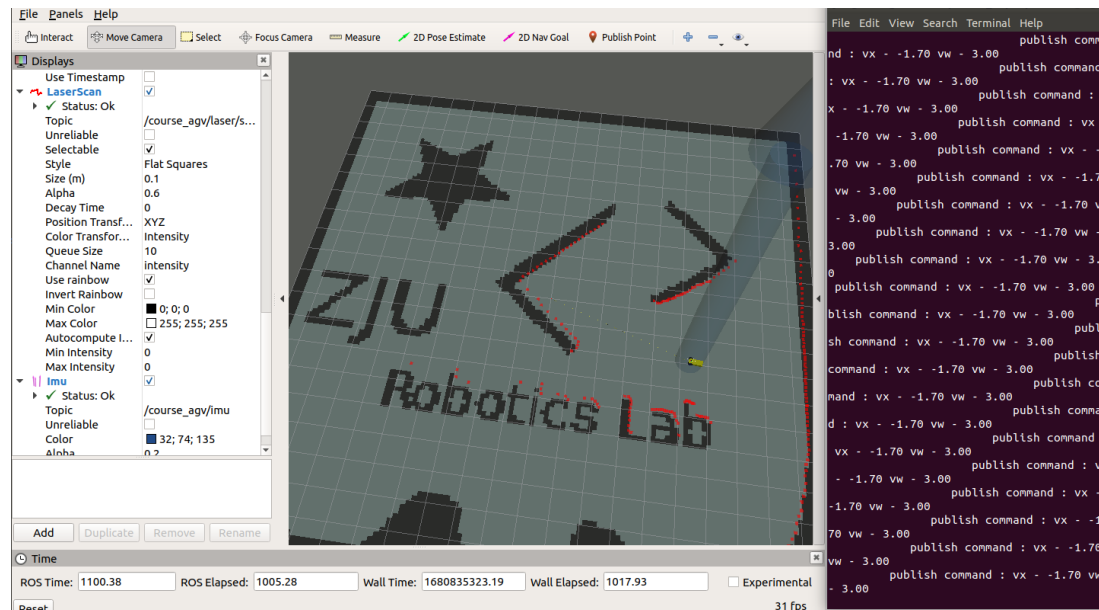 File Panels Help
Interact Move Camera Select Focus Camera Measure 2D Pose Estimate 2D Nav Goal Publish Point
Displays
Use Timestamp
LaserScan
Status: Ok
Topic /course_agv/laser/s...
Unreliable
Selectable
Style Flat Squares
Size (m) 0.1
Alpha 0.6
Decay Time 0
Position Transf... XYZ
Color Transfor... Intensity
Queue Size 10
Channel Name intensity
Use rainbow
Invert Rainbow
Min Color 0; 0; 0
Max Color 255; 255; 255
Autocompute I...
Min Intensity 0
Max Intensity 0
Imu
Status: Ok
Topic /course_agv/imu
Unreliable
Color 32; 74; 135
Alpha 0.2
Add Duplicate Remove Rename
ZJU
Robotics Lab
Time
ROS Time: 1100.38 ROS Elapsed: 1005.28 Wall Time: 1680835323.19 Wall Elapsed: 1017.93 Experimental
Reset 31 fps
File Edit View Search Terminal Help
publish comm
nd : vx - -1.70 vw - 3.00
publish command
: vx - -1.70 vw - 3.00
publish command :
x - -1.70 vw - 3.00
publish command : vx
-1.70 vw - 3.00
publish command : vx - -
.70 vw - 3.00
publish command : vx - -1.7
vw - 3.00
publish command : vx - -1.70 v
- 3.00
publish command : vx - -1.70 vw -
3.00
publish command : vx - -1.70 vw - 3.
0
publish command : vx - -1.70 vw - 3.00
p
blish command : vx - -1.70 vw - 3.00
publ
sh command : vx - -1.70 vw - 3.00
publish
command : vx - -1.70 vw - 3.00
publish co
mand : vx - -1.70 vw - 3.00
publish comma
d : vx - -1.70 vw - 3.00
publish command
vx - -1.70 vw - 3.00
publish command : v
- -1.70 vw - 3.00
publish command : vx -
-1.70 vw - 3.00
publish command : vx - -1
70 vw - 3.00
publish command : vx - -1.70
vw - 3.00
publish command : vx - -1.70 vw
- 3.00